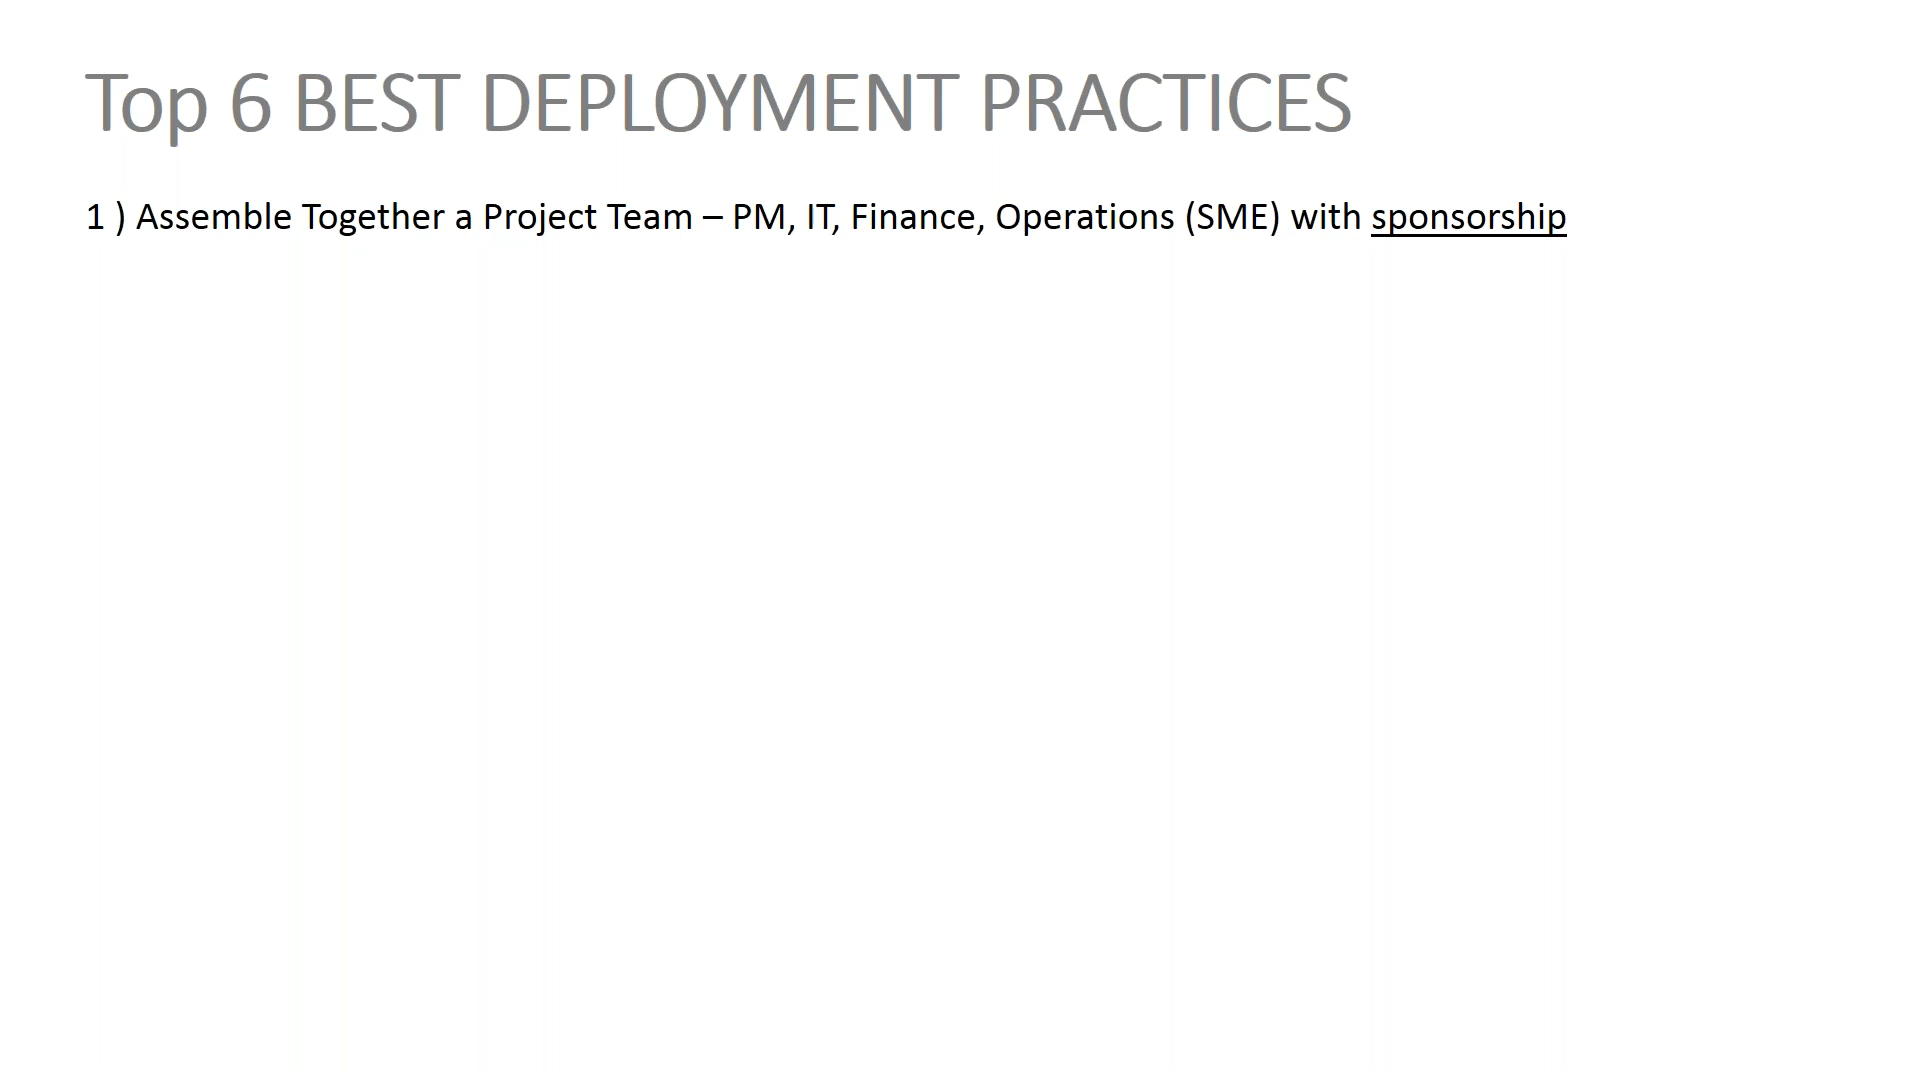 Top 6 BEST DEPLOYMENT PRACTICES
1 ) Assemble Together a Project Team – PM, IT, Finance, Operations (SME) with sponsorship